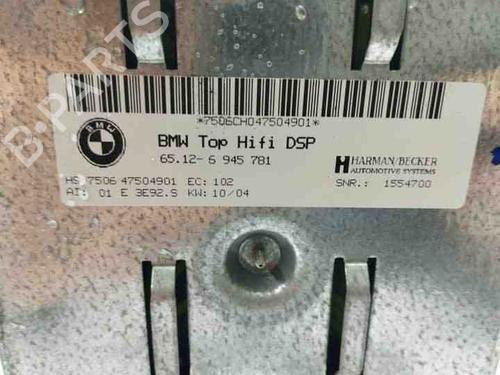 *7506CH047504901*
BMW
BMW Top Hifi DSP
65.12-6 945 781
HS 7506 47504901 EC: 102
AI: 01 E 3E92.S KW: 10/04
HARMAN/BECKER
AUTOMOTIVE SYSTEMS
SNR.: 1554700
B-PARTS